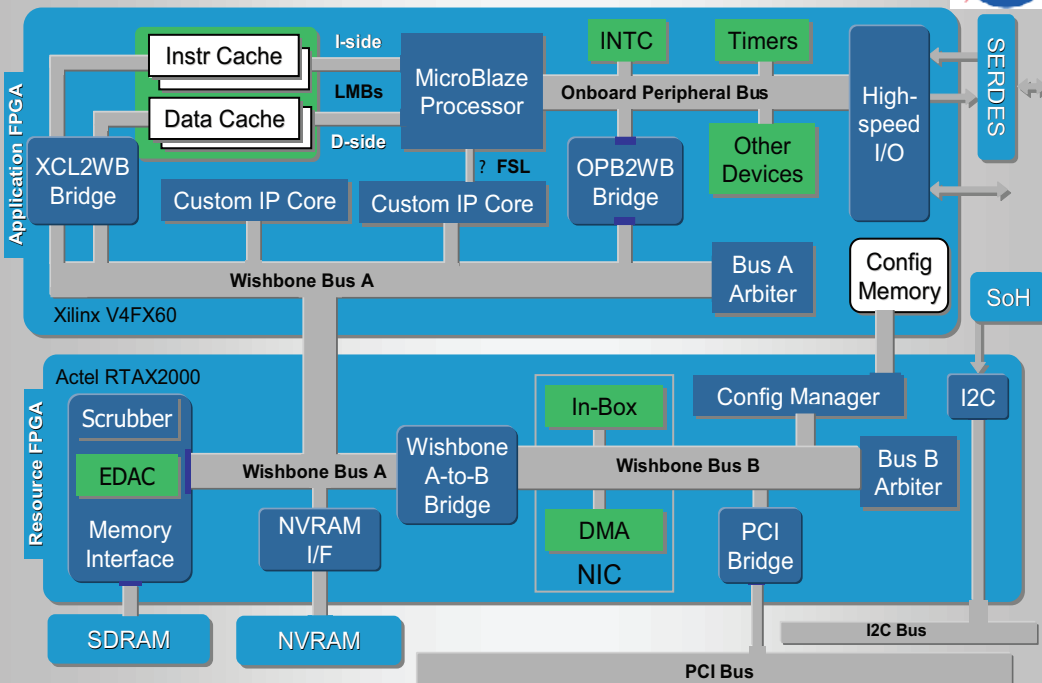 Application FPGA
Instr Cache
Data Cache
I-side
LMBs
D-side
MicroBlaze
Processor
INTC
Timers
Onboard Peripheral Bus
Other
Devices
High-
speed
I/O
SERDES
XCL2WB
Bridge
Custom IP Core
? FSL
Custom IP Core
OPB2WB
Bridge
Wishbone Bus A
Bus A
Arbiter
Config
Memory
Xilinx V4FX60
SoH
Resource FPGA
Actel RTAX2000
Scrubber
EDAC
Memory
Interface
Wishbone Bus A
NVRAM
I/F
Wishbone
A-to-B
Bridge
In-Box
DMA
NIC
Wishbone Bus B
Config Manager
I2C
Bus B
Arbiter
PCI
Bridge
SDRAM
NVRAM
I2C Bus
PCI Bus